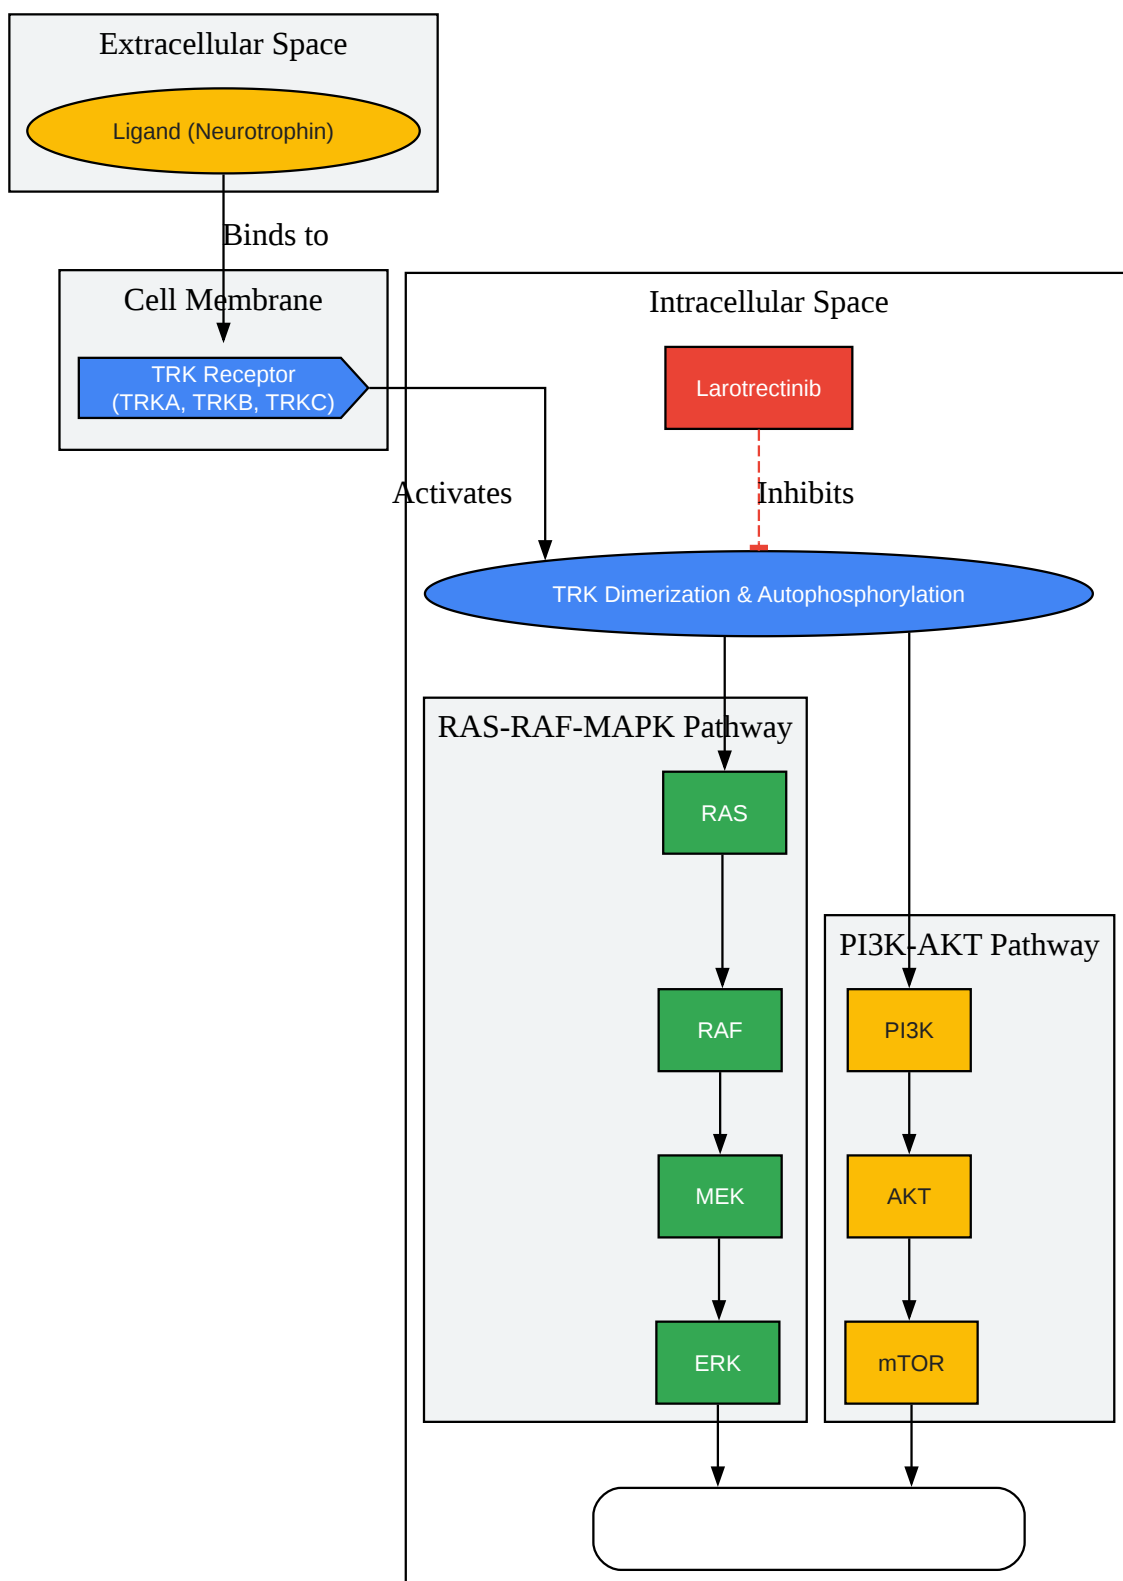 Extracellular Space
Ligand (Neurotrophin)
Binds to
Cell Membrane
TRK Receptor
(TRKA, TRKB, TRKC)
Intracellular Space
Larotrectinib
Activates
Inhibits
TRK Dimerization & Autophosphorylation
RAS-RAF-MAPK Pathway
RAS
RAF
MEK
ERK
PI3K-AKT Pathway
PI3K
AKT
mTOR